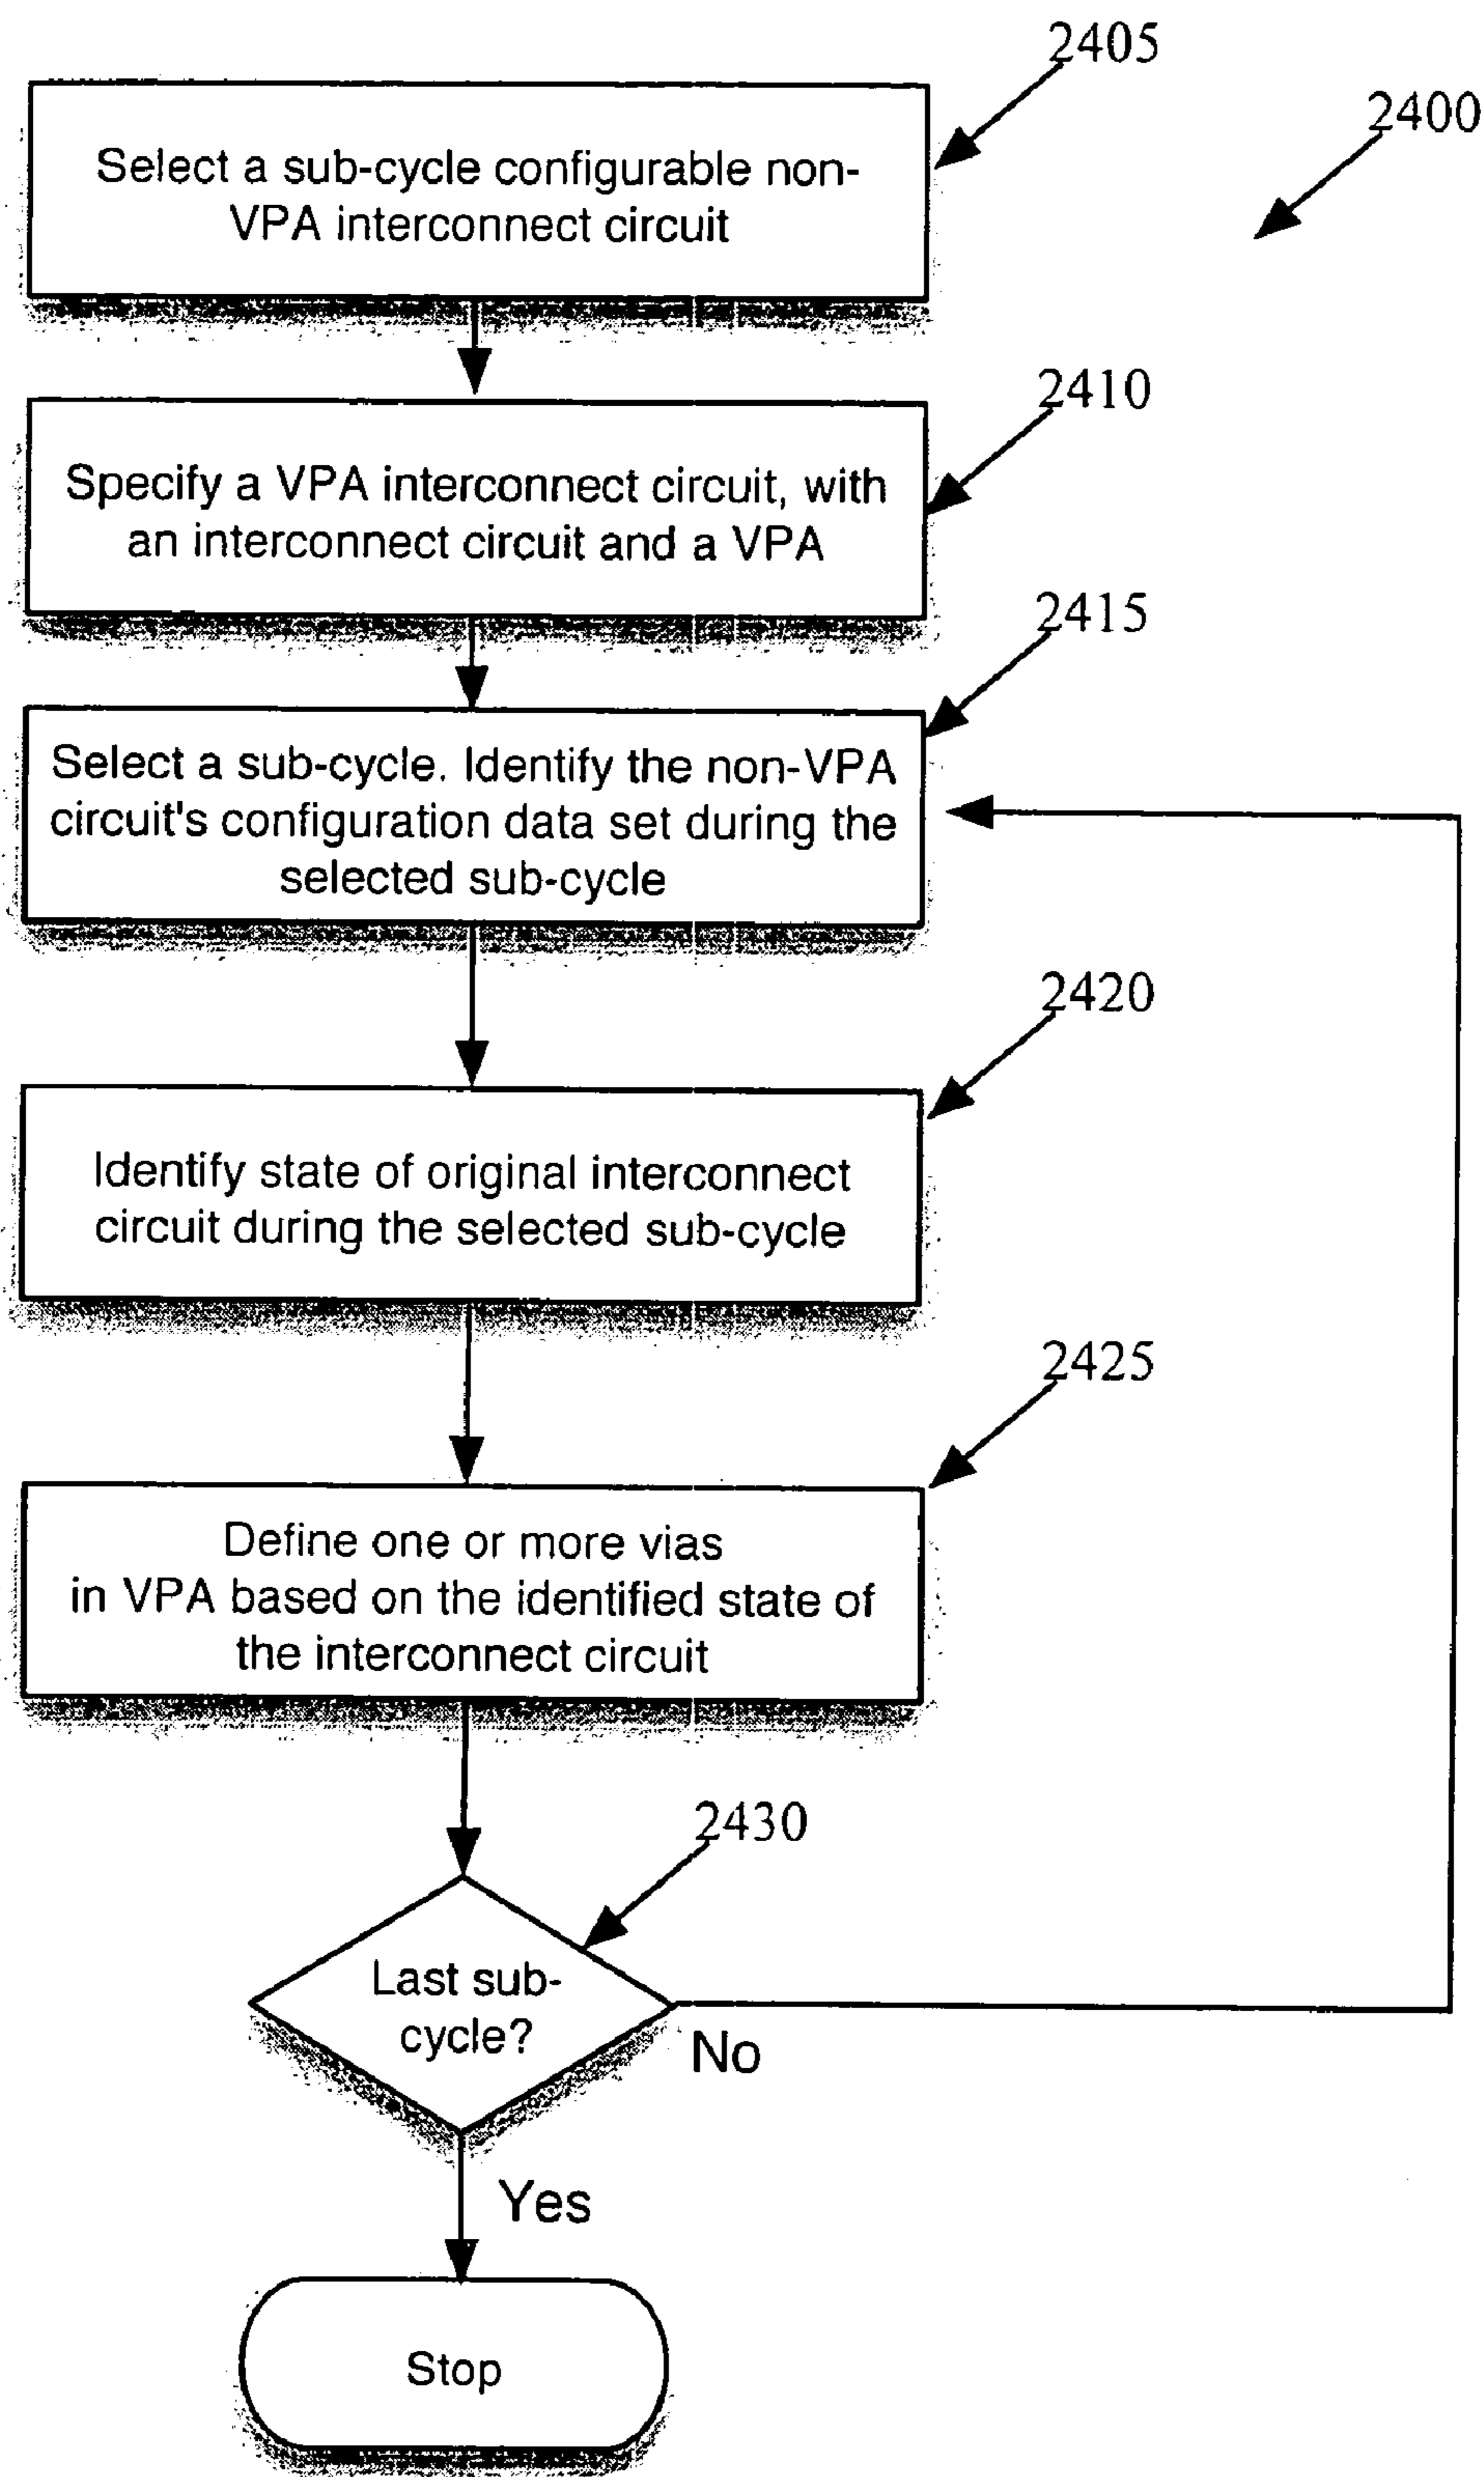 2405
2400
Select a sub-cycle configurable non-
VPA interconnect circuit
2410
Specify a VPA interconnect circuit, with
an interconnect circuit and a VPA
2415
Select a sub-cycle. Identify the non-VPA
circuit's configuration data set during the
selected sub-cycle
2420
Identify state of original interconnect
circuit during the selected sub-cycle
2425
Define one or more vias
in VPA based on the identified state of
the interconnect circuit
2430
Last sub-
cycle?
No
Yes
Stop